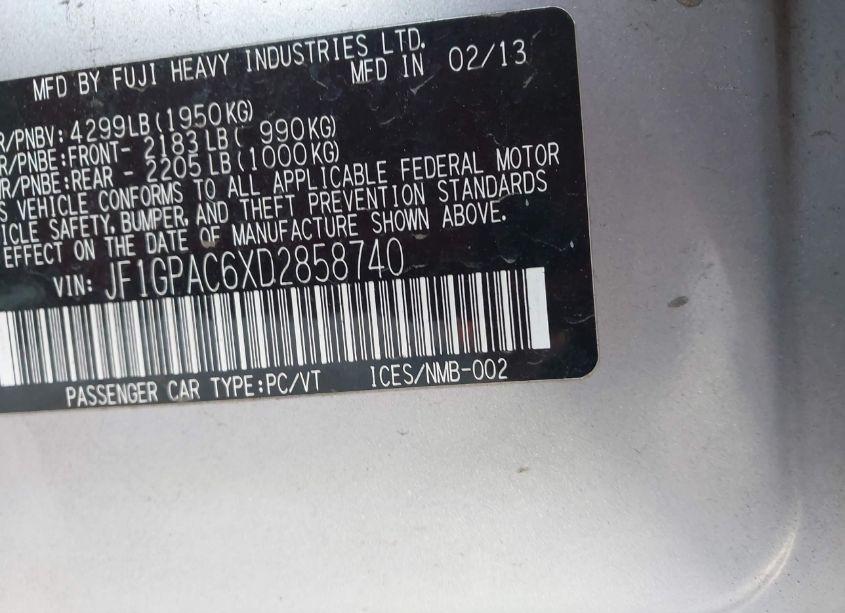 MFD BY FUJI HEAVY INDUSTRIES LTD.
MFD IN 02/13
R/PNBV: 4299LB (1950KG)
R/PNBE:FRONT- 2183LB ( 990KG)
R/PNBE:REAR - 2205LB (1000KG)
S VEHICLE CONFORMS TO ALL APPLICABLE FEDERAL MOTOR
ICLE SAFETY, BUMPER, AND THEFT PREVENTION STANDARDS
EFFECT ON THE DATE OF MANUFACTURE SHOWN ABOVE.
VIN: JF1GPAC6XD2858740
PASSENGER CAR TYPE:PC/VT ICES/NMB-002